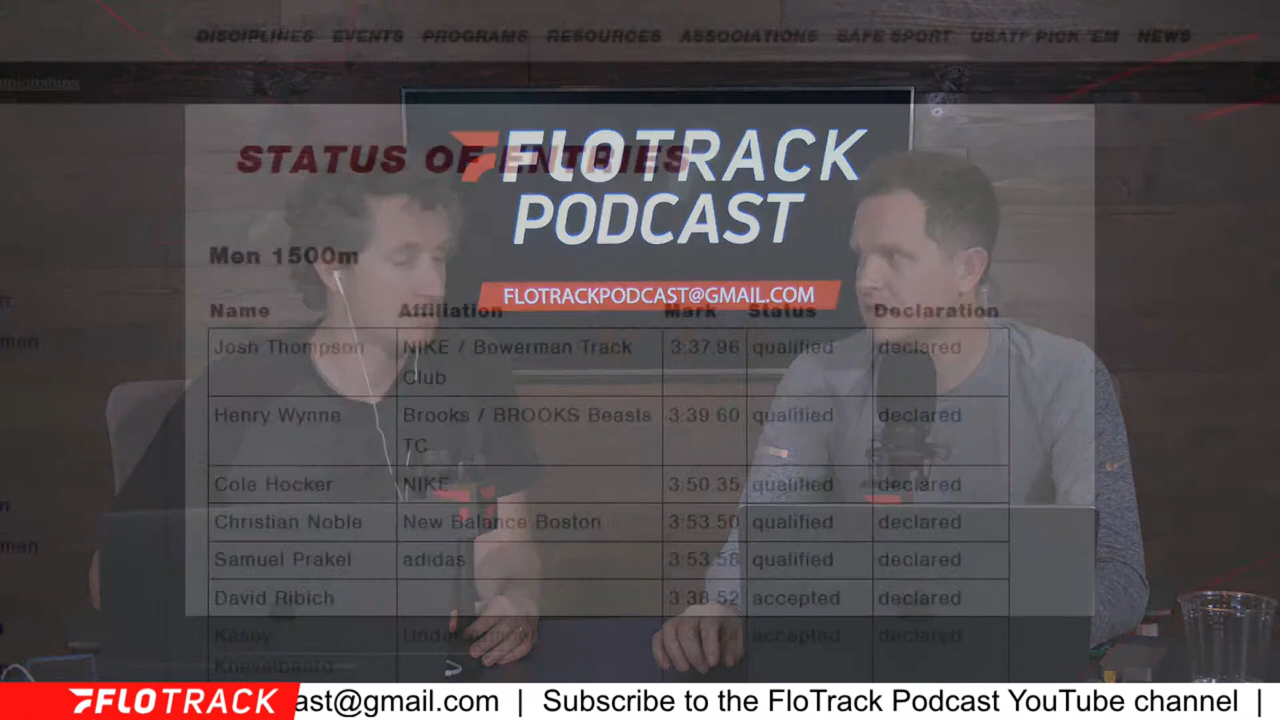 DISCIPLINES EVENTS PROGRAMS RESOURCES ASSOCIATIONS SAFE SPORT USATF PICK 'EM NEWS
STATUS OF ENTRIES
FLOTRACK
PODCAST
FLOTRACKPODCAST@GMAIL.COM
Men 1500m
Name Affiliation Mark Status Declaration
Josh Thompson NIKE / Bowerman Track 3:37.96 qualified declared
Club
Henry Wynne Brooks / BROOKS Beasts 3:39.60 qualified declared
TC
Cole Hocker NIKE 3:50.35 qualified declared
Christian Noble New Balance Boston 3:53.50 qualified declared
Samuel Prakel adidas 3:53.58 qualified declared
David Ribich 3:38.52 accepted declared
Kasey accepted declared
Knevelbaard
men
men
FLOTRACK
ast@gmail.com | Subscribe to the FloTrack Podcast YouTube channel |